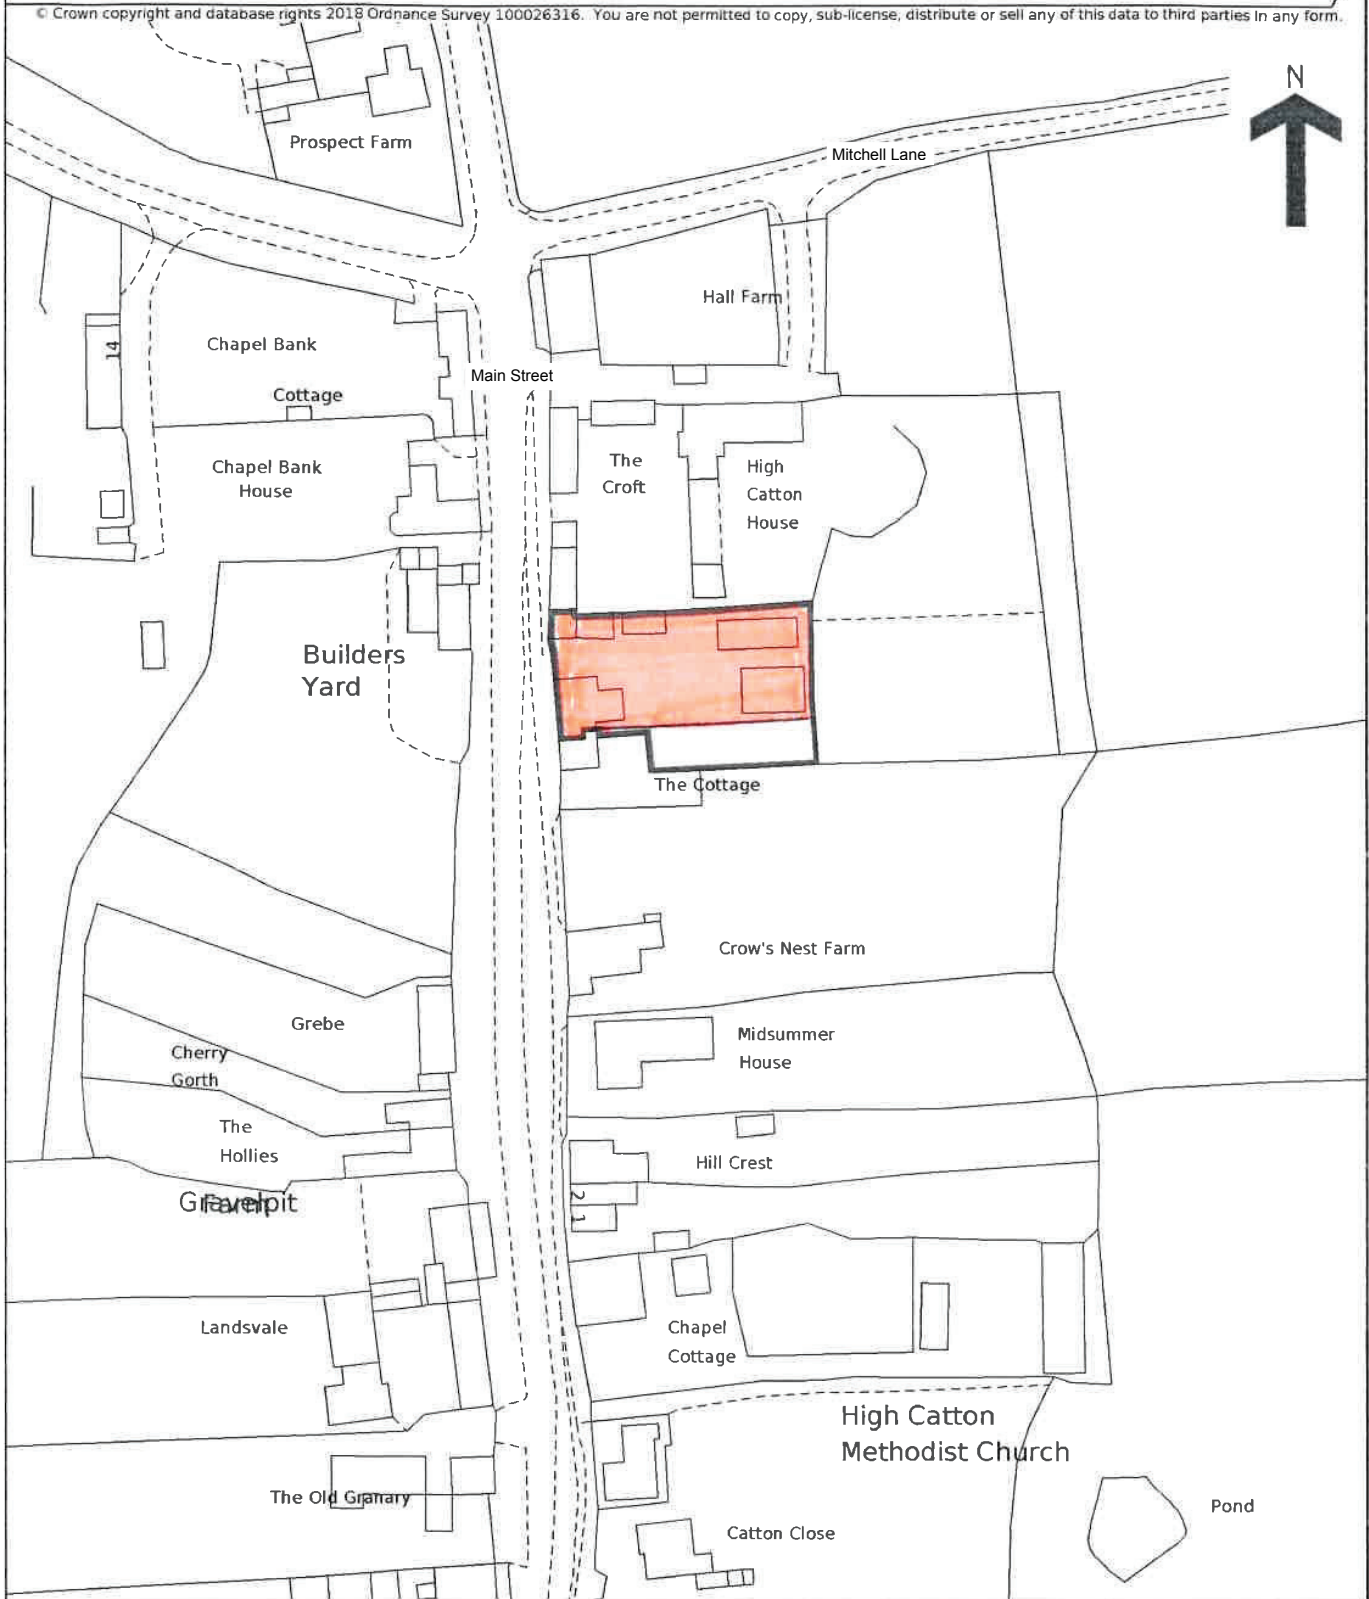 © Crown copyright and database rights 2018 Ordnance Survey 100026316. You are not permitted to copy, sub-license, distribute or sell any of this data to third parties in any form.
N
Prospect Farm
Mitchell Lane
Hall Farm
14
Chapel Bank
Cottage
Main Street
Chapel Bank
House
The
Croft
High
Catton
House
Builders
Yard
The Cottage
Crow's Nest Farm
Grebe
Midsummer
House
Cherry
Gorth
The
Hollies
Hill Crest
2
1
Gravelpit
Farm
Landsvale
Chapel
Cottage
High Catton
Methodist Church
The Old Granary
Catton Close
Pond